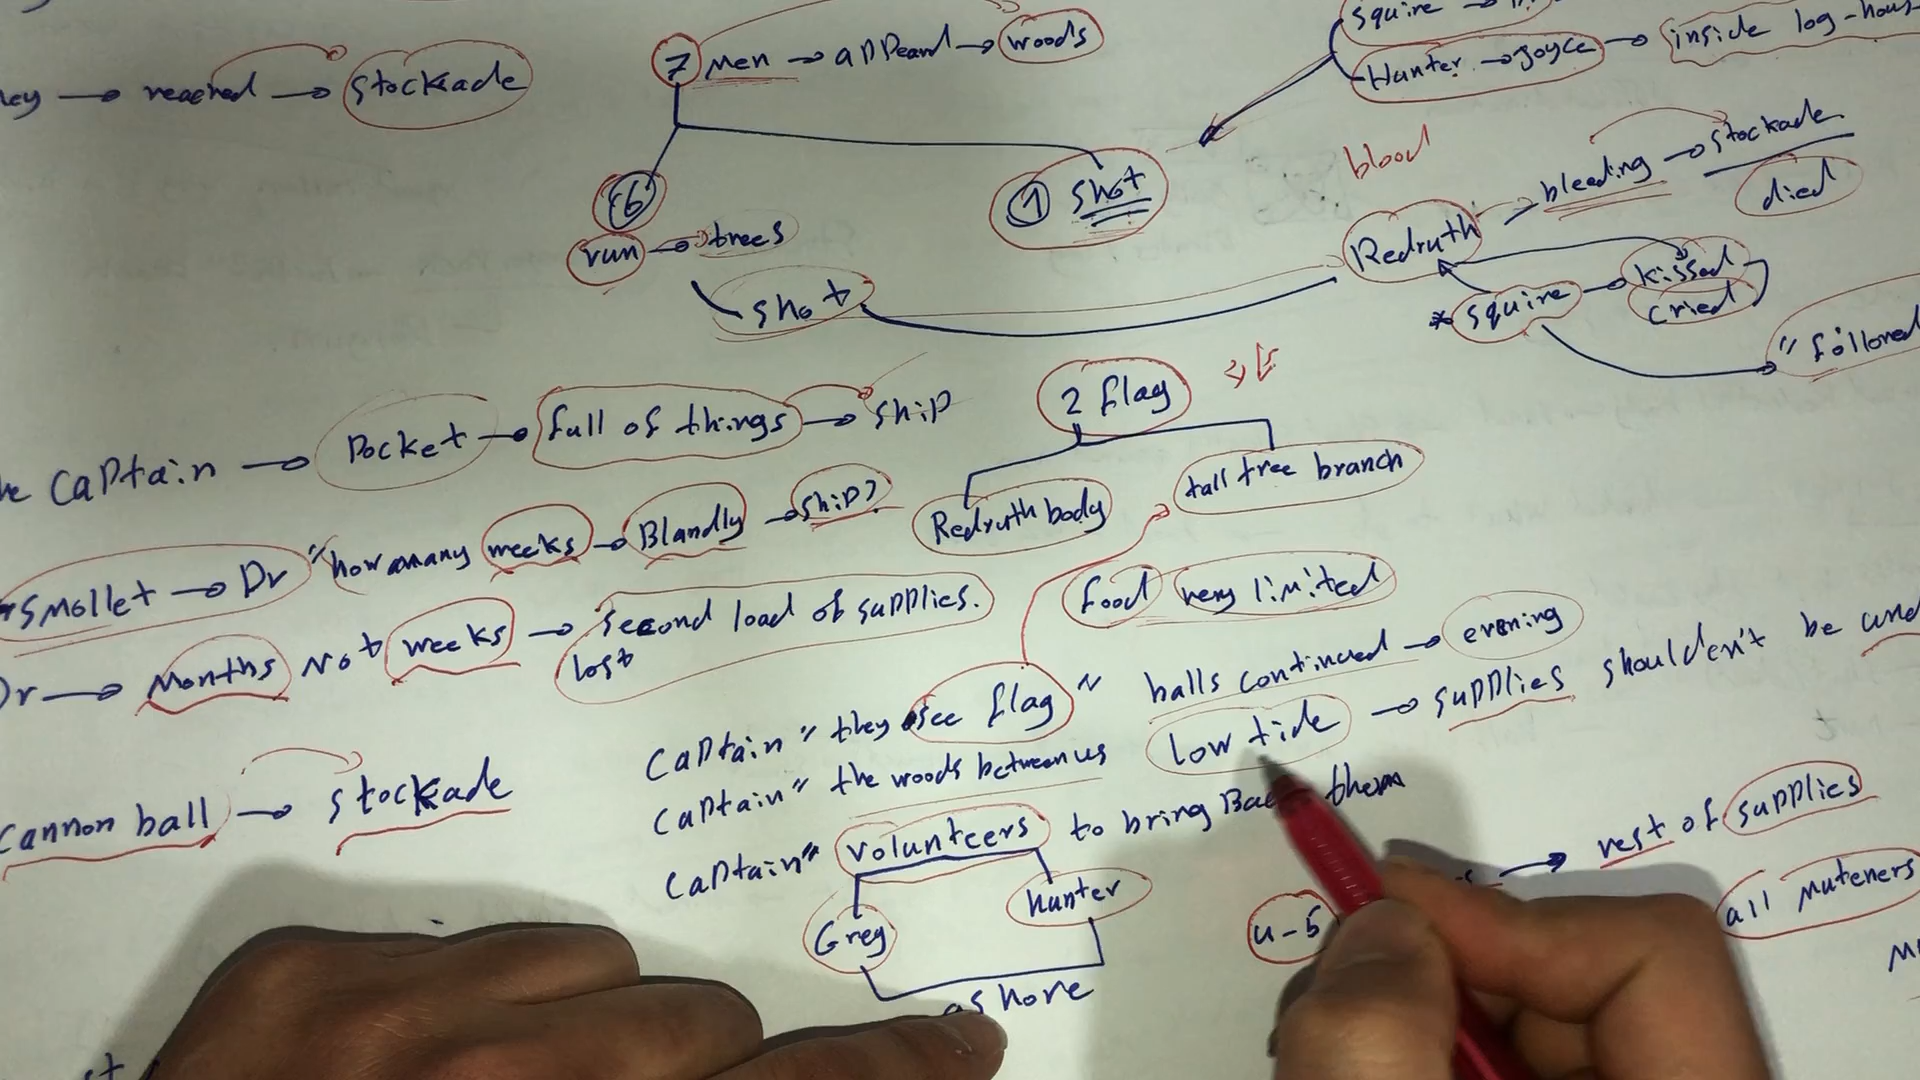 squire →
7 men → appeard → woods
Hunter → Joyce → inside log-hous
reached → stockade
6
1 shot
blood
run → trees
shot
Redruth → bleeding → stockade
died
* squire → kissed
cried
"followed
2 flag
Captain → Pocket → full of things → ship
Redruth body
tall tree branch
Smollet → Dr "how many weeks → Blandly → ship?
Food very limited
Dr → Months not weeks → second load of supplies.
lost
Captain "they see flag" balls continued → evening
Captain "the woods between us
low tide → supplies shouldn't be
Cannon ball → stockade
Captain" volunteers to bring them
Greg
hunter
ashore
4-5
→ rest of supplies
all muteners